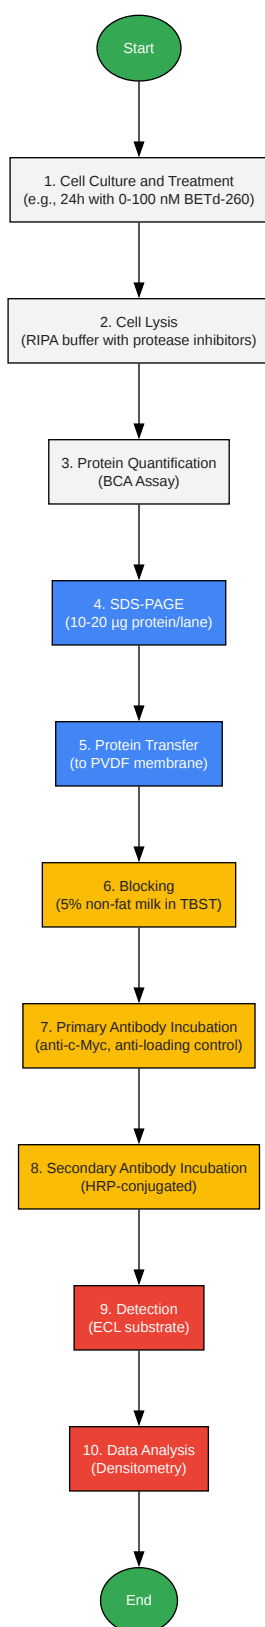 Start
1. Cell Culture and Treatment
(e.g., 24h with 0-100 nM BETd-260)
2. Cell Lysis
(RIPA buffer with protease inhibitors)
3. Protein Quantification
(BCA Assay)
4. SDS-PAGE
(10-20 µg protein/lane)
5. Protein Transfer
(to PVDF membrane)
6. Blocking
(5% non-fat milk in TBST)
7. Primary Antibody Incubation
(anti-c-Myc, anti-loading control)
8. Secondary Antibody Incubation
(HRP-conjugated)
9. Detection
(ECL substrate)
10. Data Analysis
(Densitometry)
End